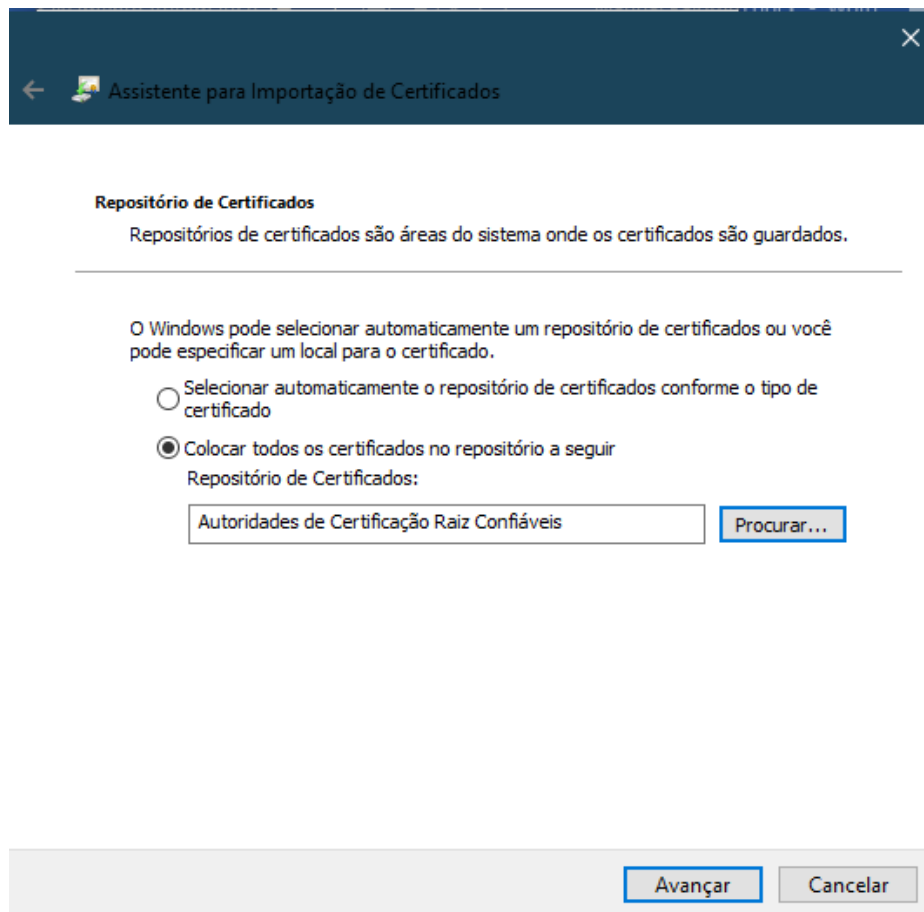 Assistente para Importação de Certificados
Repositório de Certificados
Repositórios de certificados são áreas do sistema onde os certificados são guardados.
O Windows pode selecionar automaticamente um repositório de certificados ou você
pode especificar um local para o certificado.
Selecionar automaticamente o repositório de certificados conforme o tipo de
certificado
Colocar todos os certificados no repositório a seguir
Repositório de Certificados:
Autoridades de Certificação Raiz Confiáveis
Procurar...
Avançar
Cancelar